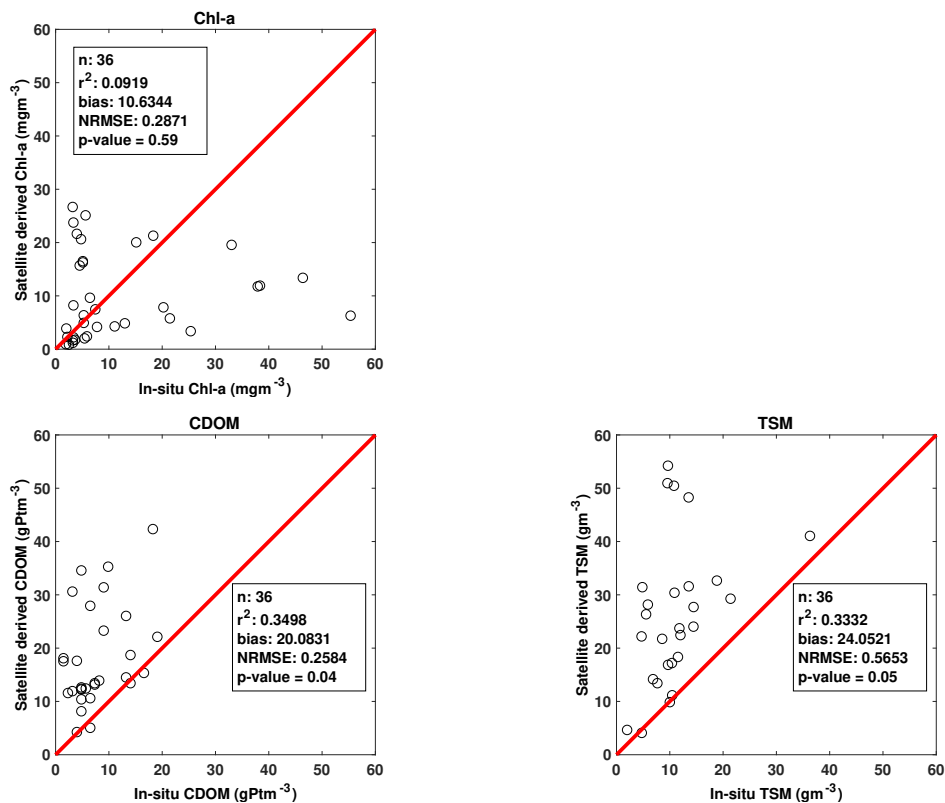 Chl-a
60
50
40
30
20
10
0
Satellite derived Chl-a (mgm⁻³)
n: 36
r²: 0.0919
bias: 10.6344
NRMSE: 0.2871
p-value = 0.59
0 10 20 30 40 50 60
In-situ Chl-a (mgm⁻³)
CDOM
60
50
40
30
20
10
0
Satellite derived CDOM (gPtm⁻³)
n: 36
r²: 0.3498
bias: 20.0831
NRMSE: 0.2584
p-value = 0.04
0 10 20 30 40 50 60
In-situ CDOM (gPtm⁻³)
TSM
60
50
40
30
20
10
0
Satellite derived TSM (gm⁻³)
n: 36
r²: 0.3332
bias: 24.0521
NRMSE: 0.5653
p-value = 0.05
0 10 20 30 40 50 60
In-situ TSM (gm⁻³)